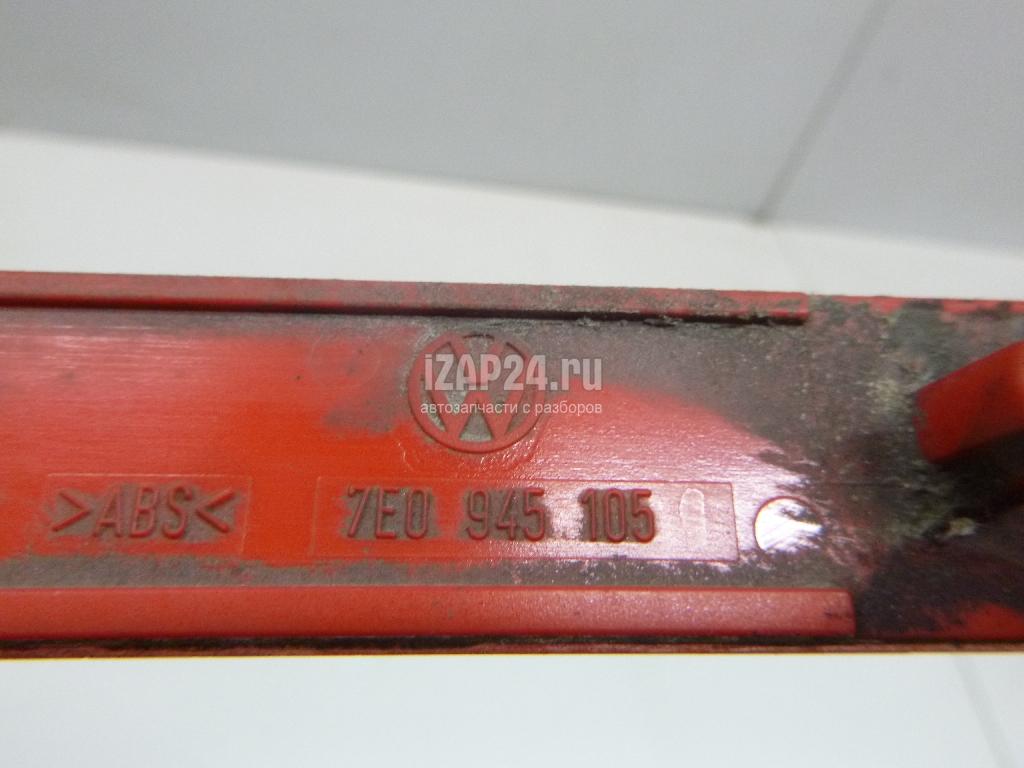 iZAP24.ru
автозапчасти с разборов
>ABS<
7E0 945 105 A